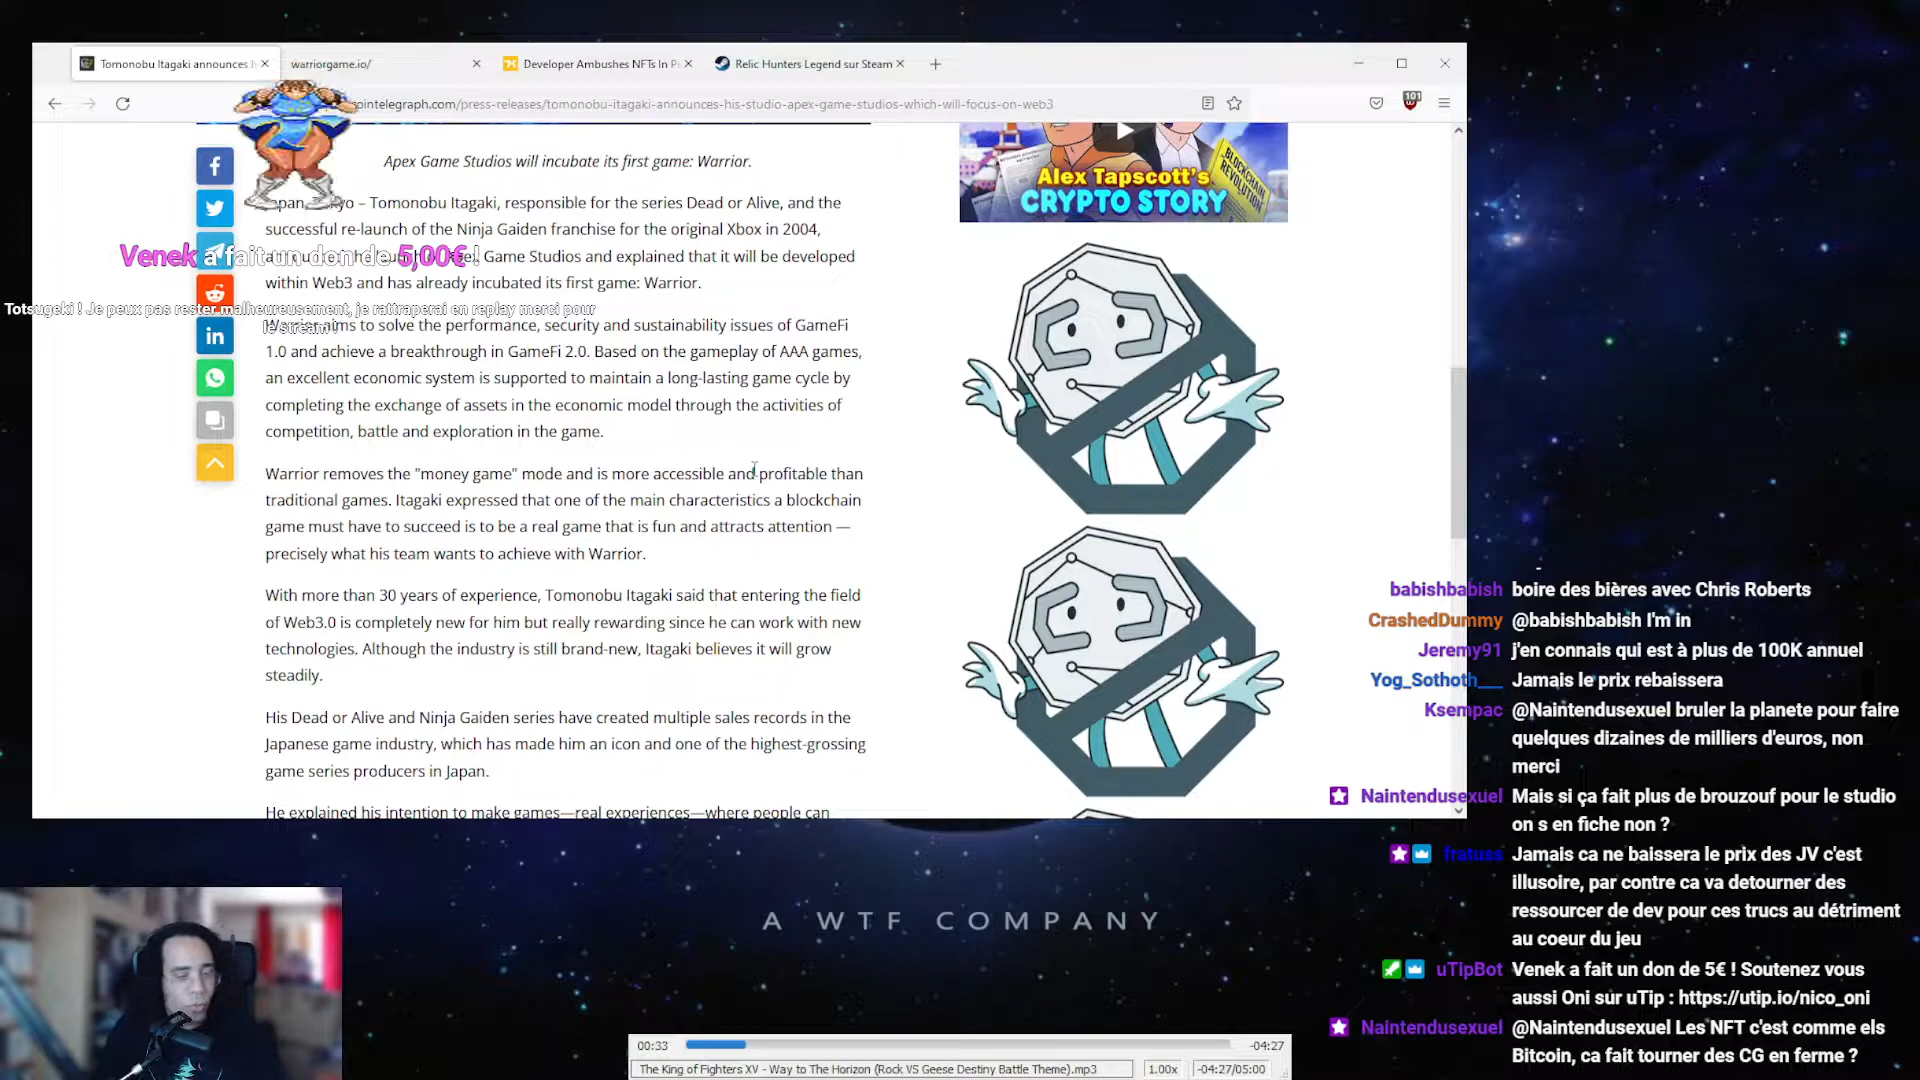 Tomonobu Itagaki announces
warriorgame.io/
Developer Ambushes NFTs In
Relic Hunters Legend sur Steam
ointelegraph.com/press-releases/tomonobu-itagaki-announces-his-studio-apex-game-studios-which-will-focus-on-web3
101
Apex Game Studios will incubate its first game: Warrior.
– Tomonobu Itagaki, responsible for the series Dead or Alive, and the
successful re-launch of the Ninja Gaiden franchise for the original Xbox in 2004,
Venek a fait un don de 5,00€ !
Game Studios and explained that it will be developed
within Web3 and has already incubated its first game: Warrior.
Totsugeki ! Je peux pas rester malheureusement, je rattraperai en replay merci pour
le stream !
aims to solve the performance, security and sustainability issues of GameFi
1.0 and achieve a breakthrough in GameFi 2.0. Based on the gameplay of AAA games,
an excellent economic system is supported to maintain a long-lasting game cycle by
completing the exchange of assets in the economic model through the activities of
competition, battle and exploration in the game.
Warrior removes the "money game" mode and is more accessible and profitable than
traditional games. Itagaki expressed that one of the main characteristics a blockchain
game must have to succeed is to be a real game that is fun and attracts attention —
precisely what his team wants to achieve with Warrior.
With more than 30 years of experience, Tomonobu Itagaki said that entering the field
of Web3.0 is completely new for him but really rewarding since he can work with new
technologies. Although the industry is still brand-new, Itagaki believes it will grow
steadily.
His Dead or Alive and Ninja Gaiden series have created multiple sales records in the
Japanese game industry, which has made him an icon and one of the highest-grossing
game series producers in Japan.
He explained his intention to make games—real experiences—where people can
Alex Tapscott's
CRYPTO STORY
BLOCKCHAIN
REVOLUTION
babishbabish boire des bières avec Chris Roberts
CrashedDummy @babishbabish I'm in
Jeremy91 j'en connais qui est à plus de 100K annuel
Yog_Sothoth___ Jamais le prix rebaissera
Ksempac @Naintendusexuel bruler la planete pour faire
quelques dizaines de milliers d'euros, non
merci
Naintendusexuel Mais si ça fait plus de brouzouf pour le studio
on s en fiche non ?
fratuss Jamais ca ne baissera le prix des JV c'est
illusoire, par contre ca va detourner des
ressourcer de dev pour ces trucs au détriment
au coeur du jeu
uTipBot Venek a fait un don de 5€ ! Soutenez vous
aussi Oni sur uTip : https://utip.io/nico_oni
Naintendusexuel @Naintendusexuel Les NFT c'est comme els
Bitcoin, ca fait tourner des CG en ferme ?
A WTF COMPANY
00:33
-04:27
The King of Fighters XV - Way to The Horizon (Rock VS Geese Destiny Battle Theme).mp3
1.00x
-04:27/05:00